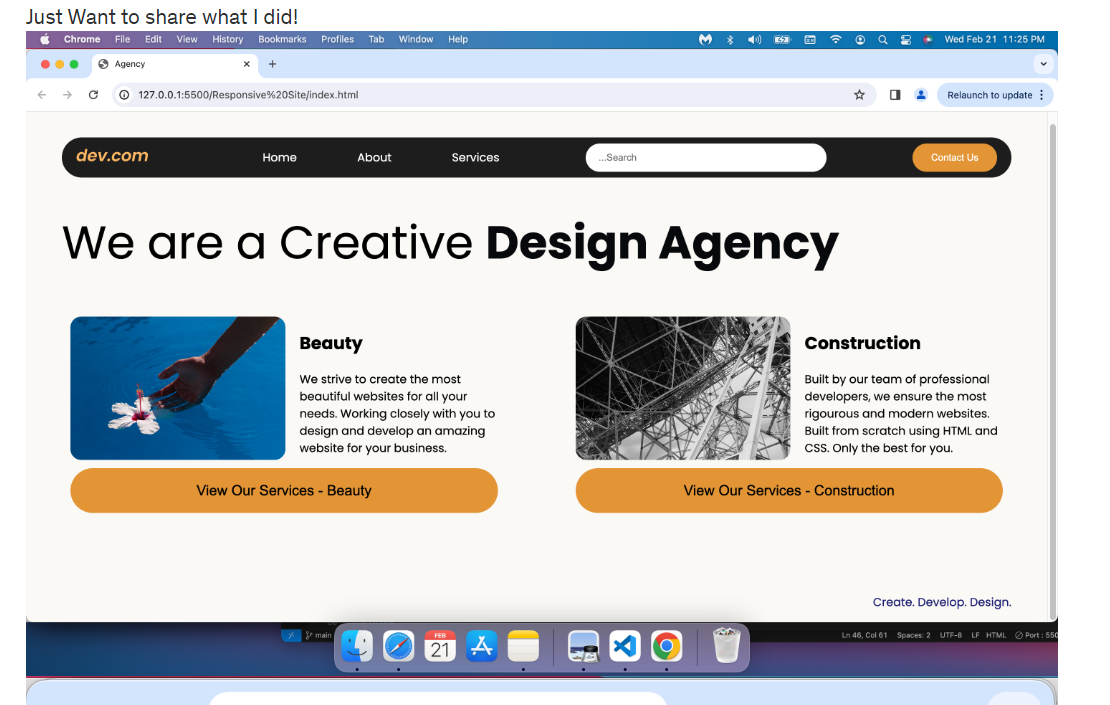 Just Want to share what I did!
Chrome File Edit View History Bookmarks Profiles Tab Window Help Wed Feb 21 11:25 PM
Agency
127.0.0.1:5500/Responsive%20Site/index.html Relaunch to update
dev.com Home About Services ...Search Contact Us
We are a Creative Design Agency
Beauty
We strive to create the most
beautiful websites for all your
needs. Working closely with you to
design and develop an amazing
website for your business.
View Our Services - Beauty
Construction
Built by our team of professional
developers, we ensure the most
rigourous and modern websites.
Built from scratch using HTML and
CSS. Only the best for you.
View Our Services - Construction
Create. Develop. Design.
main Ln 46, Col 61 Spaces: 2 UTF-8 LF HTML Port : 550
FEB
21